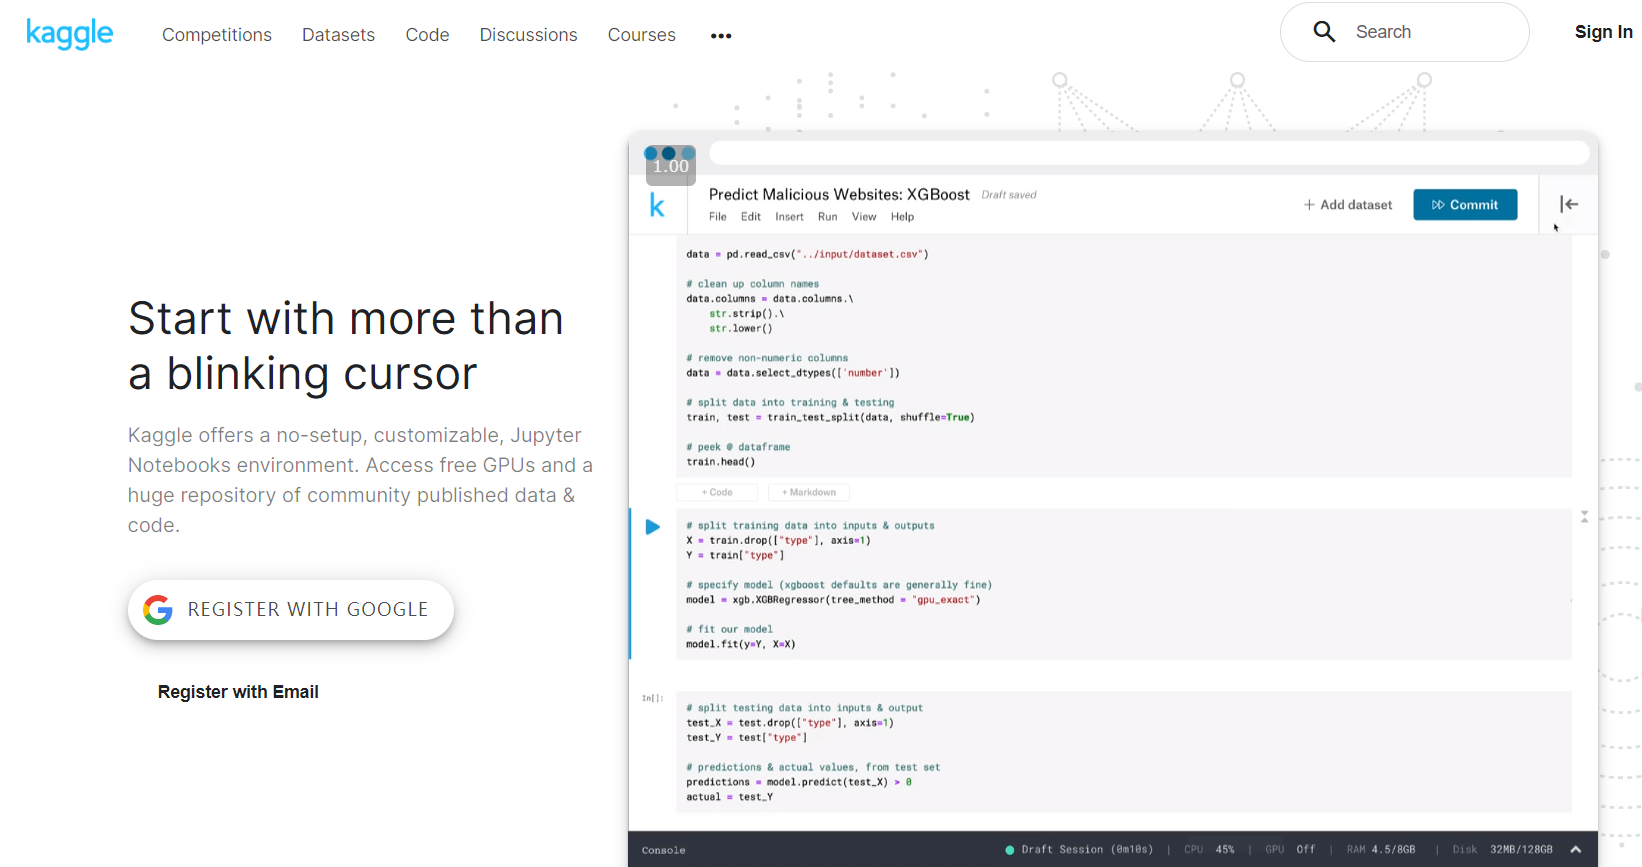 kaggle
Competitions Datasets Code Discussions Courses •••
Search
Sign In
Start with more than
a blinking cursor
Kaggle offers a no-setup, customizable, Jupyter
Notebooks environment. Access free GPUs and a
huge repository of community published data &
code.
REGISTER WITH GOOGLE
Register with Email
1.00
k
Predict Malicious Websites: XGBoost Draft saved
File Edit Insert Run View Help
+ Add dataset
Commit
data = pd.read_csv("../input/dataset.csv")
# clean up column names
data.columns = data.columns.\
str.strip().\
str.lower()
# remove non-numeric columns
data = data.select_dtypes(['number'])
# split data into training & testing
train, test = train_test_split(data, shuffle=True)
# peek @ dataframe
train.head()
+ Code + Markdown
# split training data into inputs & outputs
X = train.drop(["type"], axis=1)
Y = train["type"]
# specify model (xgboost defaults are generally fine)
model = xgb.XGBRegressor(tree_method = "gpu_exact")
# fit our model
model.fit(y=Y, X=X)
In[]:
# split testing data into inputs & output
test_X = test.drop(["type"], axis=1)
test_Y = test["type"]
# predictions & actual values, from test set
predictions = model.predict(test_X) > 0
actual = test_Y
Console
Draft Session (0m10s) | CPU 45% | GPU Off | RAM 4.5/8GB | Disk 32MB/128GB